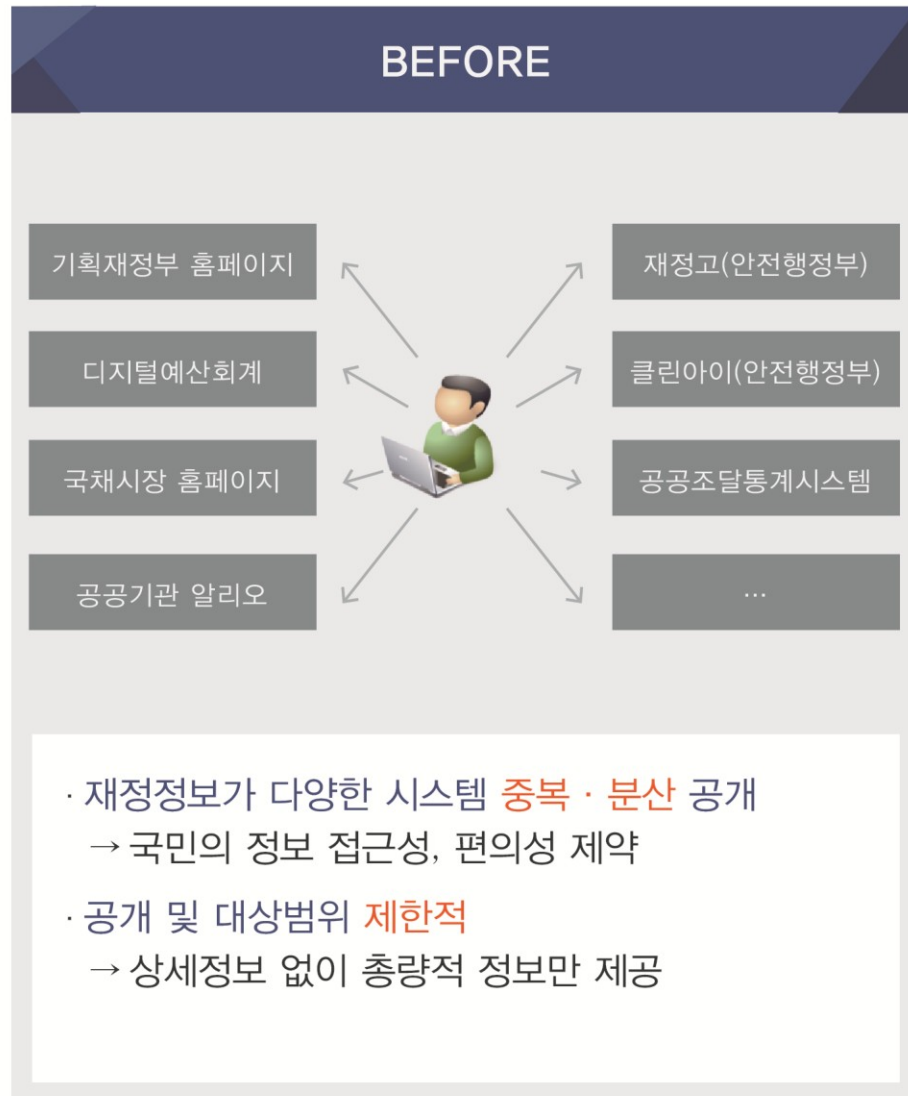 BEFORE
기획재정부 홈페이지
재정고(안전행정부)
디지털예산회계
클린아이(안전행정부)
국채시장 홈페이지
공공조달통계시스템
공공기관 알리오
…
· 재정정보가 다양한 시스템 중복 · 분산 공개
→ 국민의 정보 접근성, 편의성 제약
· 공개 및 대상범위 제한적
→ 상세정보 없이 총량적 정보만 제공